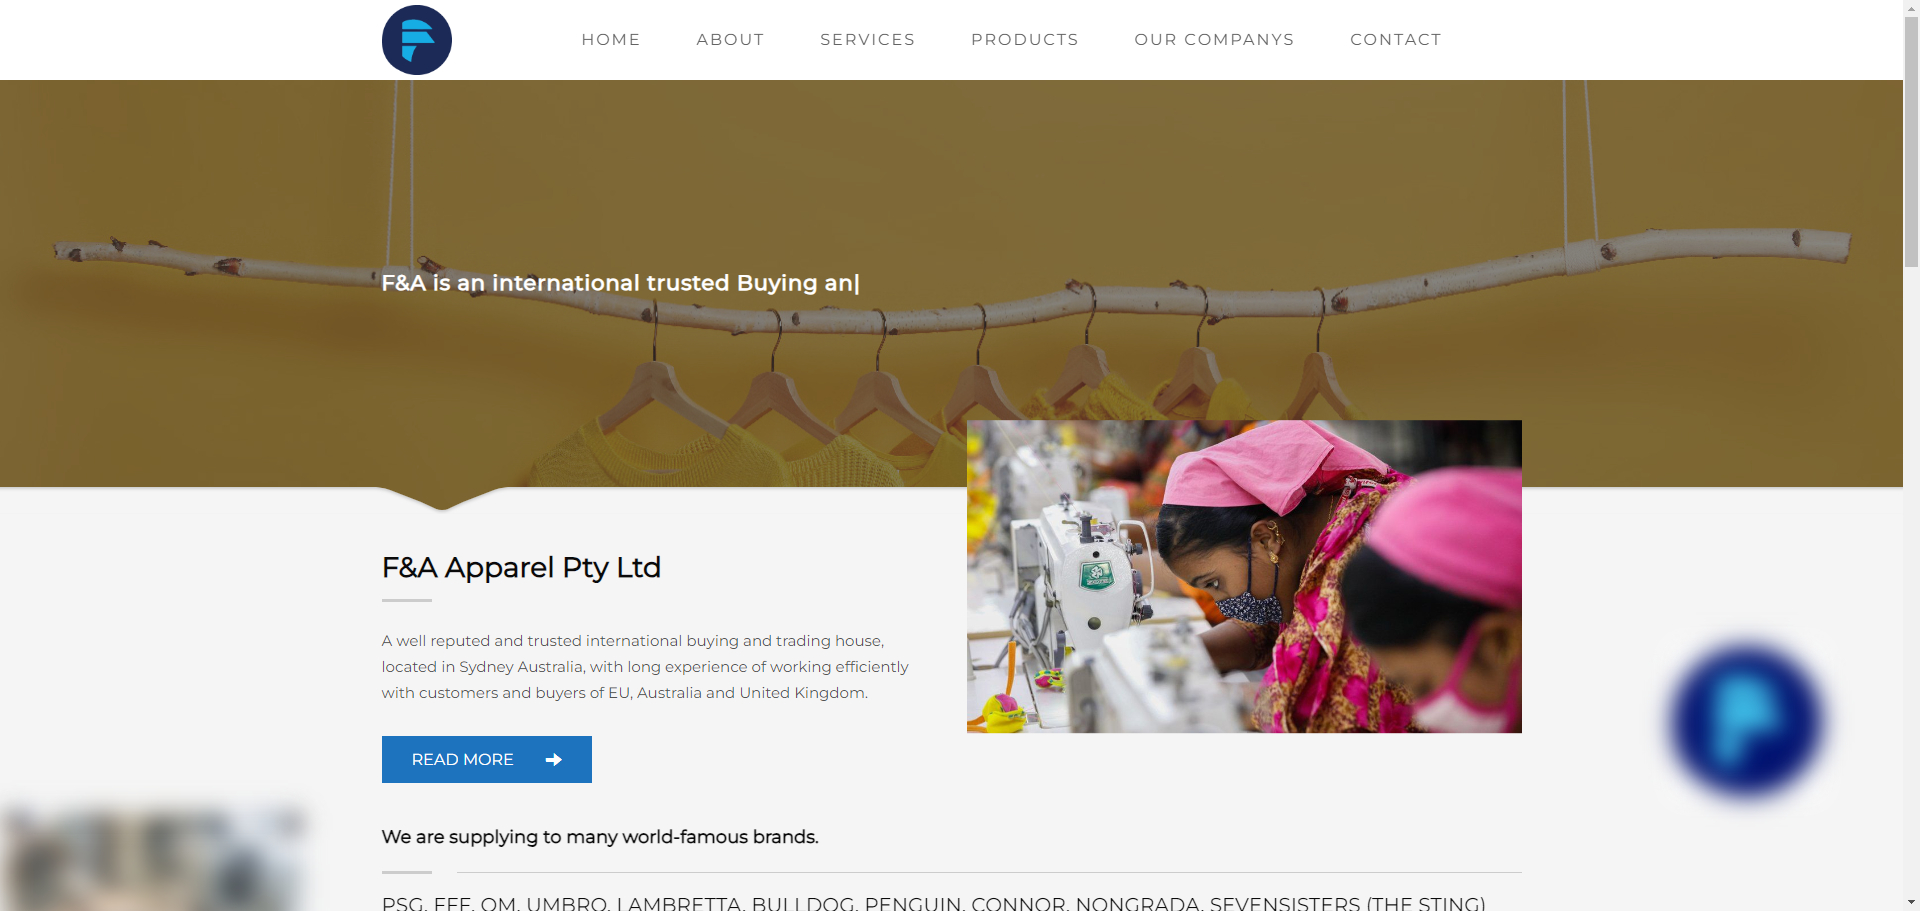 HOME ABOUT SERVICES PRODUCTS OUR COMPANYS CONTACT
F&A is an international trusted Buying an|
F&A Apparel Pty Ltd
A well reputed and trusted international buying and trading house,
located in Sydney Australia, with long experience of working efficiently
with customers and buyers of EU, Australia and United Kingdom.
READ MORE
We are supplying to many world-famous brands.
PSG, FFF, OM, UMBRO, LAMBRETTA, BULLDOG, PENGUIN, CONNOR, NONGRADA, SEVENSISTERS (THE STING)